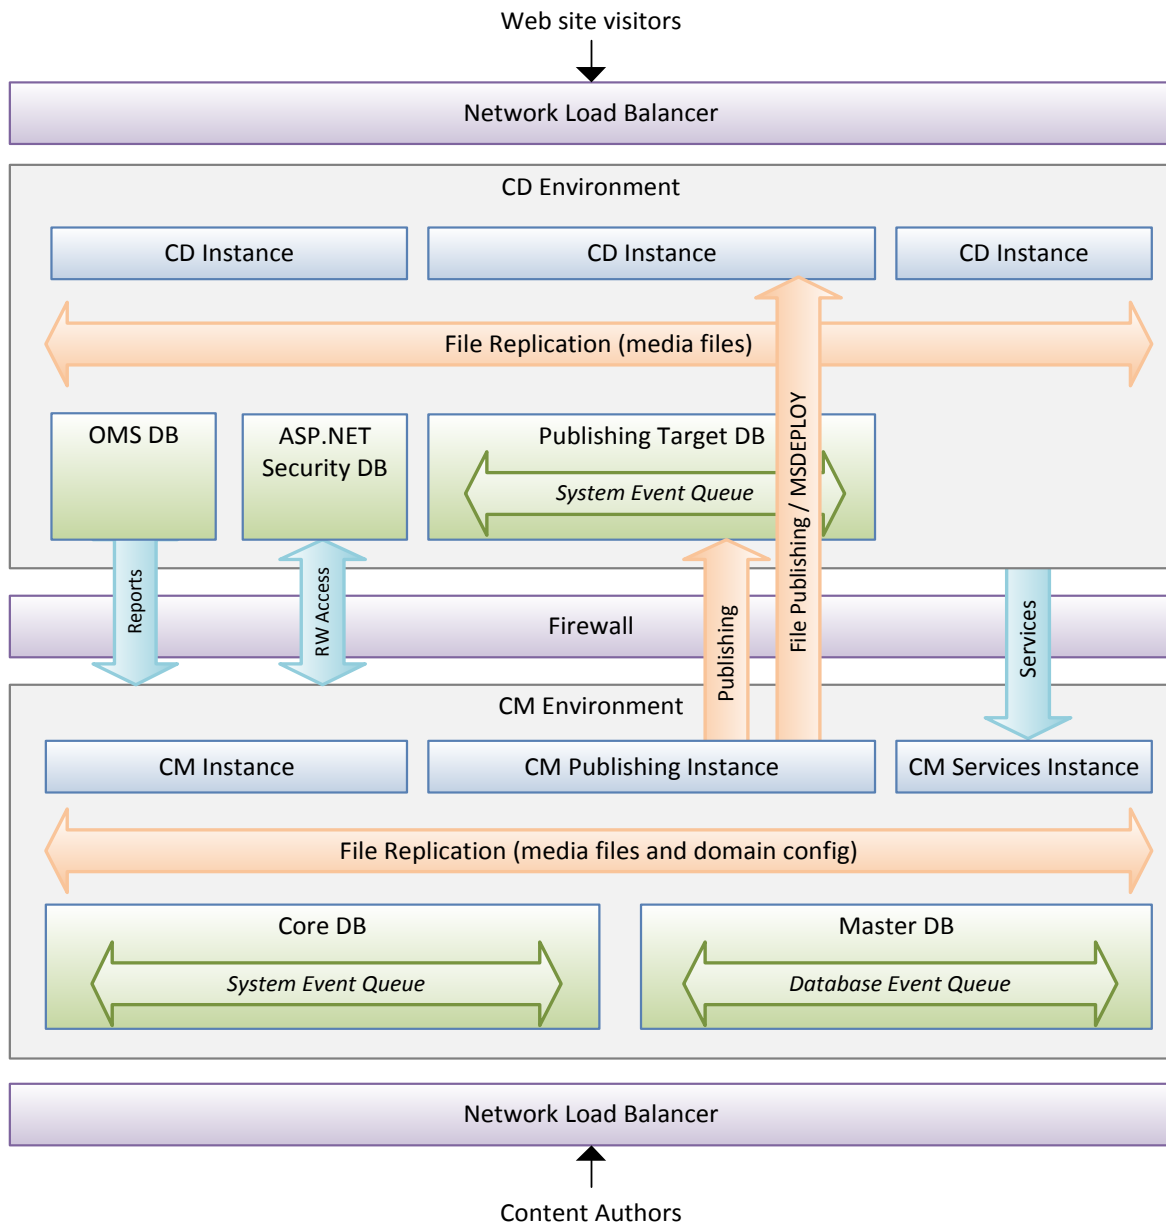 Web site visitors
Network Load Balancer
CD Environment
CD Instance
CD Instance
CD Instance
File Replication (media files)
OMS DB
ASP.NET
Security DB
Publishing Target DB
System Event Queue
File Publishing / MSDEPLOY
Reports
RW Access
Publishing
Services
Firewall
CM Environment
CM Instance
CM Publishing Instance
CM Services Instance
File Replication (media files and domain config)
Core DB
System Event Queue
Master DB
Database Event Queue
Network Load Balancer
Content Authors